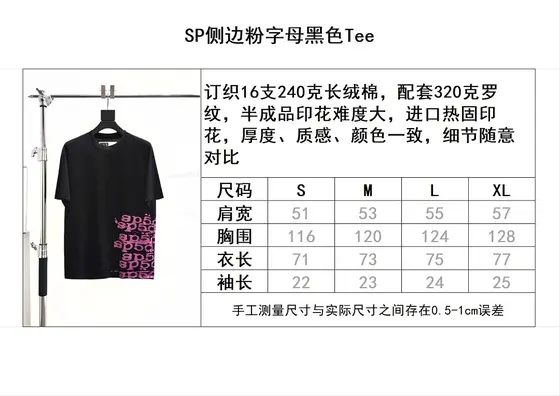 SP侧边粉字母黑色Tee
订织16支240克长绒棉，配套320克罗
纹，半成品印花难度大，进口热固印
花，厚度、质感、颜色一致，细节随意
对比
尺码 S M L XL
肩宽 51 53 55 57
胸围 116 120 124 128
衣长 71 73 75 77
袖长 22 23 24 25
手工测量尺寸与实际尺寸之间存在0.5-1cm误差